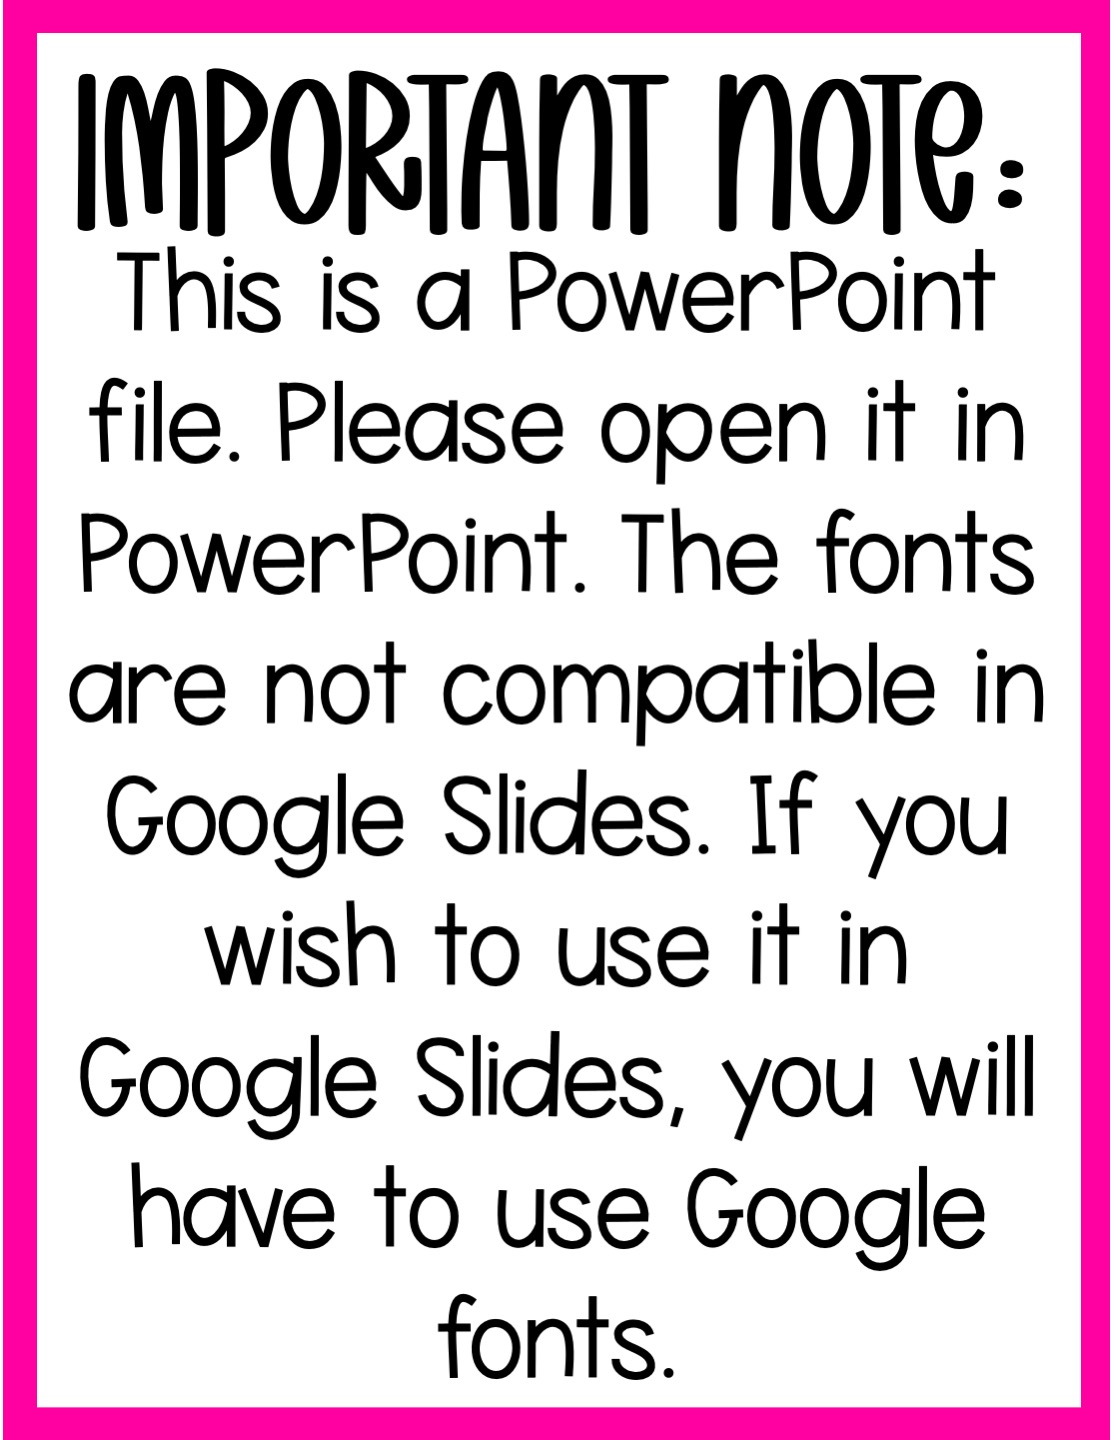 IMPORTANT NOTE:
This is a PowerPoint
file. Please open it in
PowerPoint. The fonts
are not compatible in
Google Slides. If you
wish to use it in
Google Slides, you will
have to use Google
fonts.